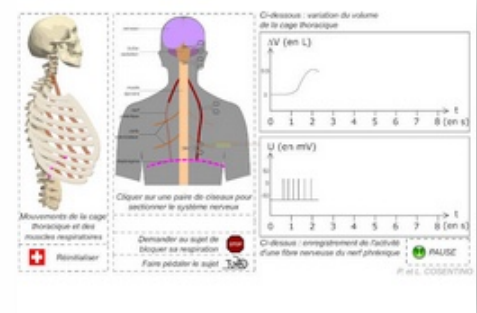 Mouvements de la cage
thoracique et des
muscles respiratoires
Réinitialiser
Cliquer sur une paire de ciseaux pour
sectionner le système nerveux
Demander au sujet de
bloquer sa respiration
STOP
Faire pédaler le sujet
Ci-dessous : variation du volume
de la cage thoracique
ΔV (en L)
0
t
0 1 2 3 4 5 6 7 8 (en s)
U (en mV)
t
0 1 2 3 4 5 6 7 8 (en s)
Ci-dessus : enregistrement de l'activité
d'une fibre nerveuse du nerf phrénique
PAUSE
P. et L. COSENTINO